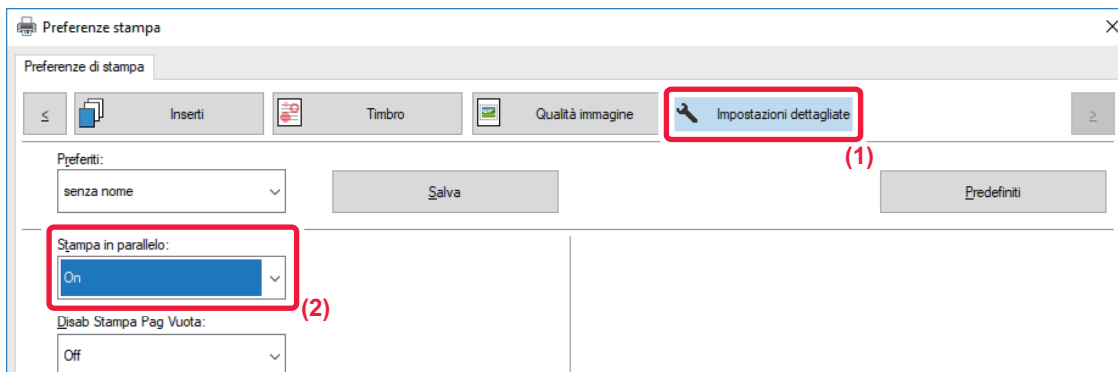 Preferenze stampa
Preferenze di stampa
< Inserti Timbro Qualità immagine Impostazioni dettagliate >
(1)
Preferiti:
senza nome Salva Predefiniti
Stampa in parallelo:
On
(2)
Disab Stampa Pag Vuota:
Off